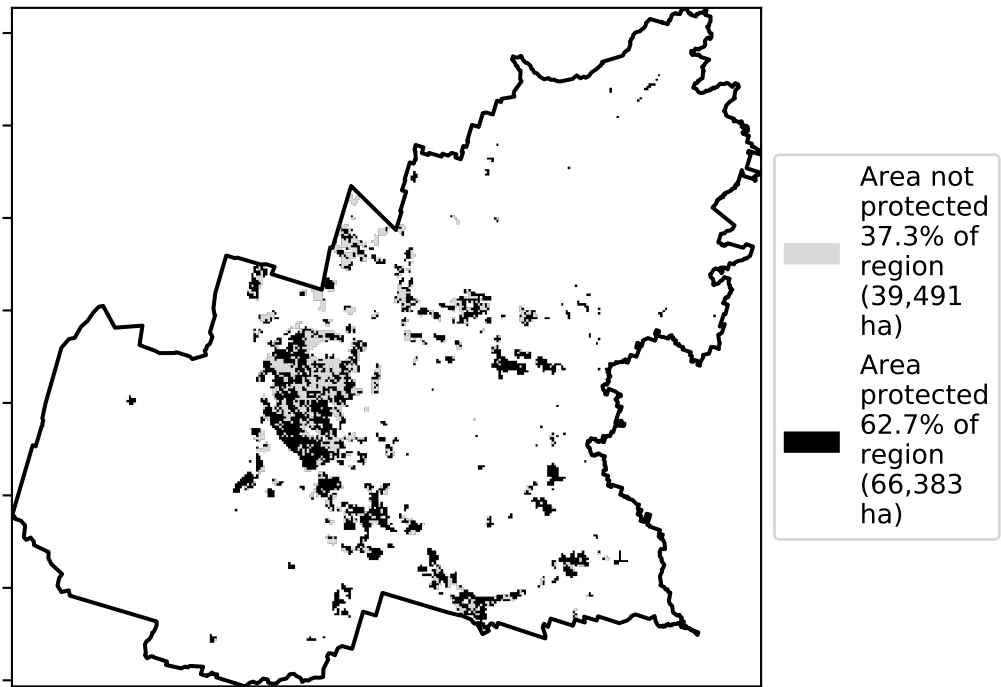 Area not
protected
37.3% of
region
(39,491
ha)
Area
protected
62.7% of
region
(66,383
ha)